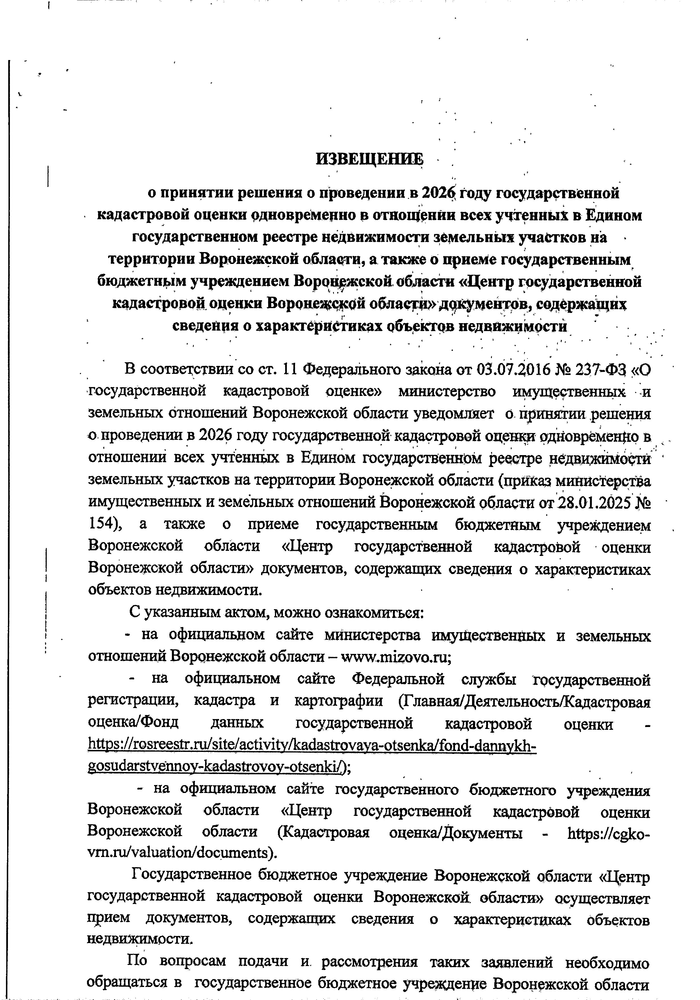 ИЗВЕЩЕНИЕ
о принятии решения о проведении в 2026 году государственной
кадастровой оценки одновременно в отношении всех учтенных в Едином
государственном реестре недвижимости земельных участков на
территории Воронежской области, а также о приеме государственным
бюджетным учреждением Воронежской области «Центр государственной
кадастровой оценки Воронежской области» документов, содержащих
сведения о характеристиках объектов недвижимости
В соответствии со ст. 11 Федерального закона от 03.07.2016 № 237-ФЗ «О
государственной кадастровой оценке» министерство имущественных и
земельных отношений Воронежской области уведомляет о принятии решения
о проведении в 2026 году государственной кадастровой оценки одновременно в
отношении всех учтенных в Едином государственном реестре недвижимости
земельных участков на территории Воронежской области (приказ министерства
имущественных и земельных отношений Воронежской области от 28.01.2025 №
154), а также о приеме государственным бюджетным учреждением
Воронежской области «Центр государственной кадастровой оценки
Воронежской области» документов, содержащих сведения о характеристиках
объектов недвижимости.
С указанным актом, можно ознакомиться:
- на официальном сайте министерства имущественных и земельных
отношений Воронежской области – www.mizovo.ru;
- на официальном сайте Федеральной службы государственной
регистрации, кадастра и картографии (Главная/Деятельность/Кадастровая
оценка/Фонд данных государственной кадастровой оценки -
https://rosreestr.ru/site/activity/kadastrovaya-otsenka/fond-dannykh-
gosudarstvennoy-kadastrovoy-otsenki/);
- на официальном сайте государственного бюджетного учреждения
Воронежской области «Центр государственной кадастровой оценки
Воронежской области (Кадастровая оценка/Документы - https://cgko-
vrn.ru/valuation/documents).
Государственное бюджетное учреждение Воронежской области «Центр
государственной кадастровой оценки Воронежской области» осуществляет
прием документов, содержащих сведения о характеристиках объектов
недвижимости.
По вопросам подачи и рассмотрения таких заявлений необходимо
обращаться в государственное бюджетное учреждение Воронежской области